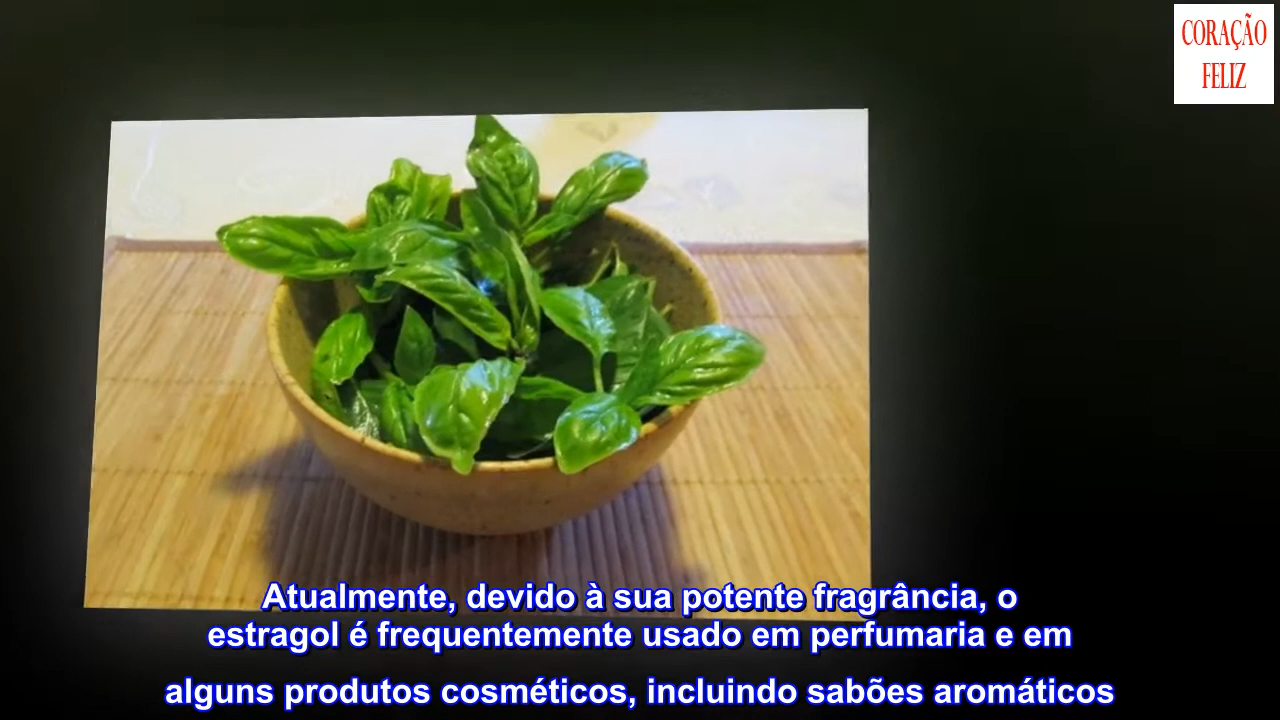 CORAÇÃO
FELIZ
Atualmente, devido à sua potente fragrância, o
estragol é frequentemente usado em perfumaria e em
alguns produtos cosméticos, incluindo sabões aromáticos